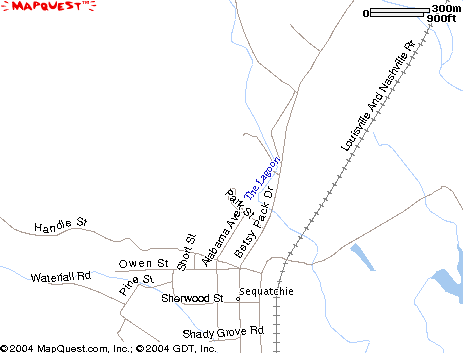 MAPQUEST™
0 300m
900ft
Louisville And Nashville Rr
The Lagoon
Park St
Betsy Pack Dr
Alabama Ave
Short St
Handle St
Owen St
Waterfall Rd
Pine St
Sherwood St
Sequatchie
Shady Grove Rd
©2004 MapQuest.com, Inc.; ©2004 GDT, Inc.